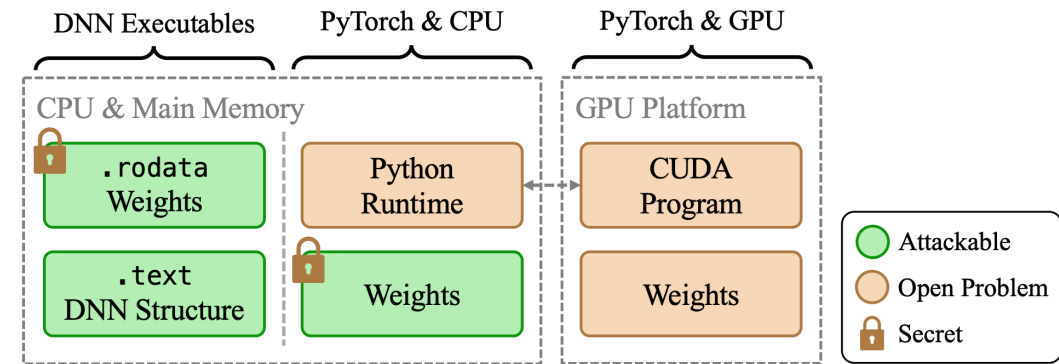 DNN Executables
PyTorch & CPU
PyTorch & GPU
CPU & Main Memory
GPU Platform
.rodata
Weights
Python
Runtime
CUDA
Program
.text
DNN Structure
Weights
Weights
Attackable
Open Problem
Secret